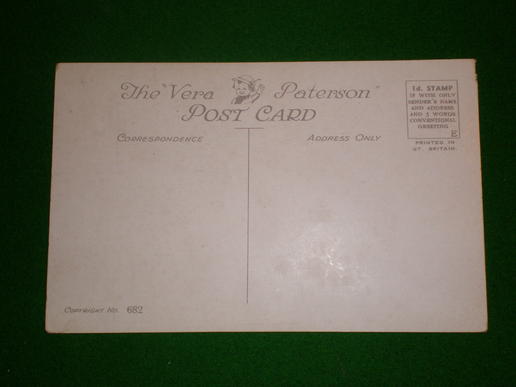 The "Vera Paterson"
POST CARD
CORRESPONDENCE
ADDRESS ONLY
1d. STAMP
IF WITH ONLY
SENDER'S NAME
AND ADDRESS
AND 5 WORDS
CONVENTIONAL
GREETING.
E
PRINTED IN
GT. BRITAIN.
COPYRIGHT NO. 682